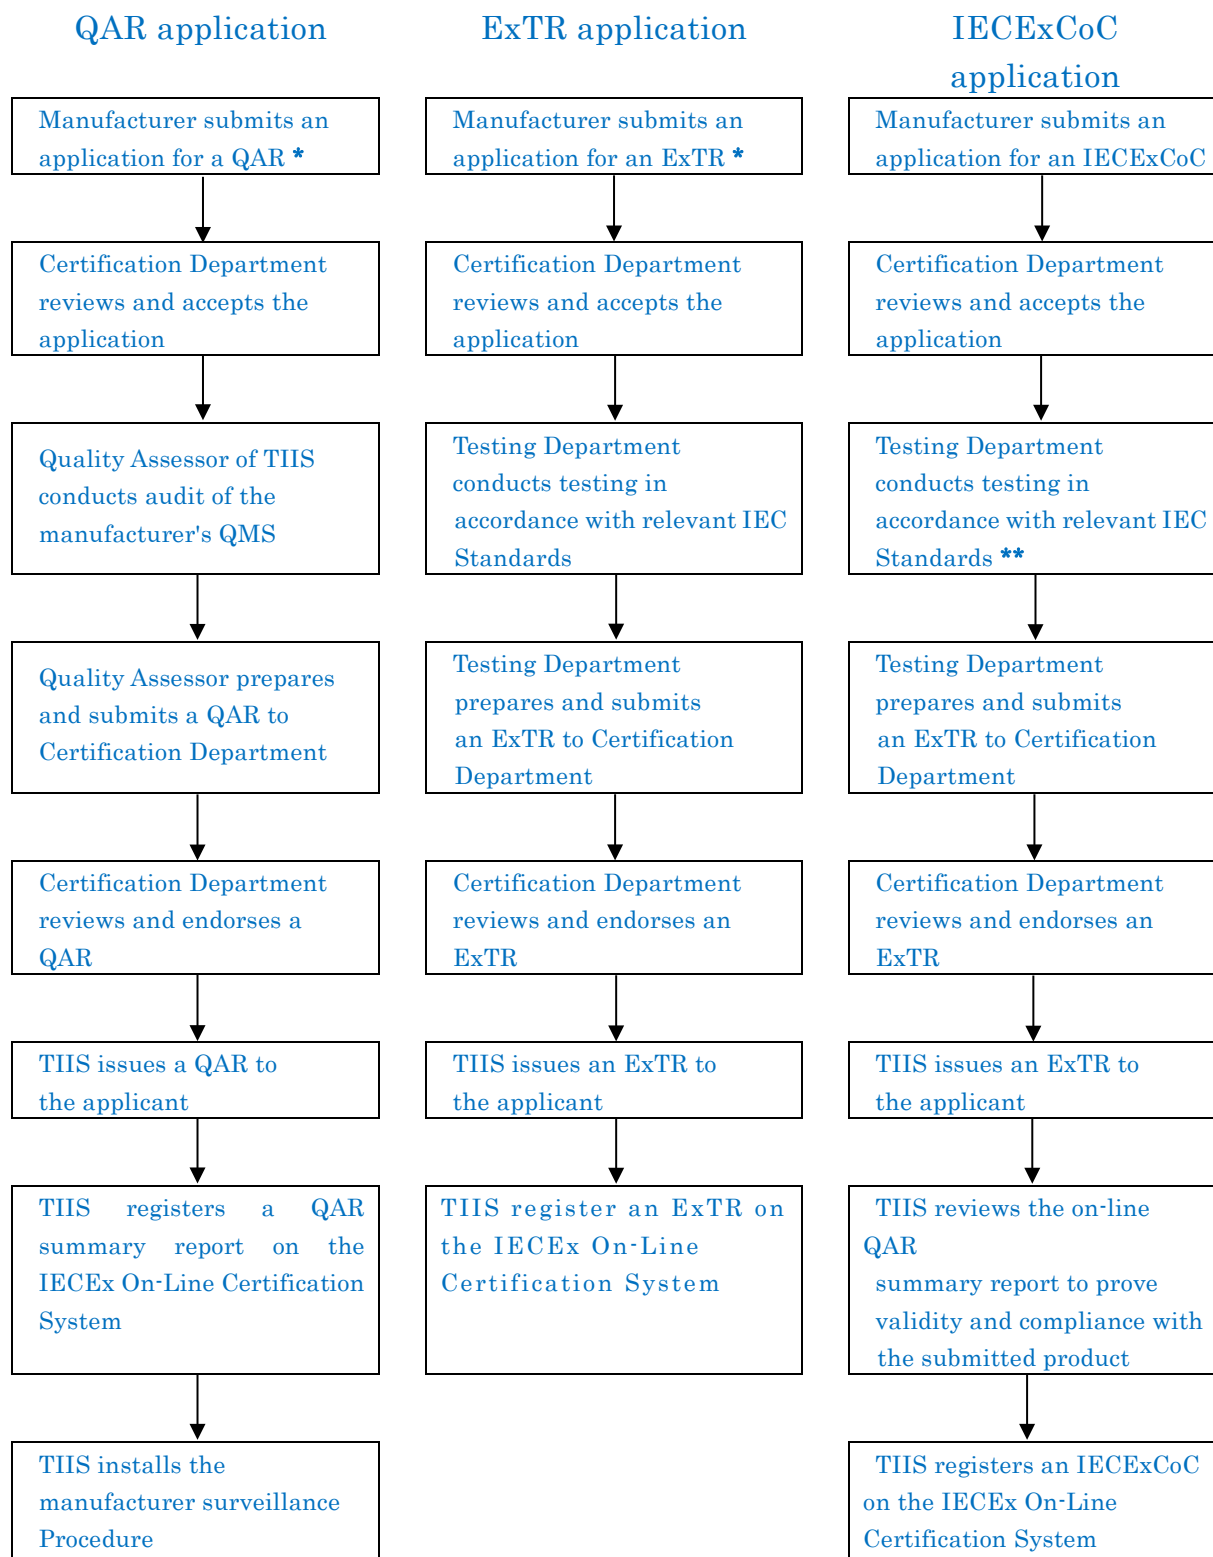 QAR application
Manufacturer submits an
application for a QAR *
Certification Department
reviews and accepts the
application
Quality Assessor of TIIS
conducts audit of the
manufacturer's QMS
Quality Assessor prepares
and submits a QAR to
Certification Department
Certification Department
reviews and endorses a
QAR
TIIS issues a QAR to
the applicant
TIIS registers a QAR
summary report on the
IECEx On-Line Certification
System
TIIS installs the
manufacturer surveillance
Procedure
ExTR application
Manufacturer submits an
application for an ExTR *
Certification Department
reviews and accepts the
application
Testing Department
conducts testing in
accordance with relevant IEC
Standards
Testing Department
prepares and submits
an ExTR to Certification
Department
Certification Department
reviews and endorses an
ExTR
TIIS issues an ExTR to
the applicant
TIIS register an ExTR on
the IECEx On-Line
Certification System
IECExCoC
application
Manufacturer submits an
application for an IECExCoC
Certification Department
reviews and accepts the
application
Testing Department
conducts testing in
accordance with relevant IEC
Standards **
Testing Department
prepares and submits
an ExTR to Certification
Department
Certification Department
reviews and endorses an
ExTR
TIIS issues an ExTR to
the applicant
TIIS reviews the on-line
QAR
summary report to prove
validity and compliance with
the submitted product
TIIS registers an IECExCoC
on the IECEx On-Line
Certification System